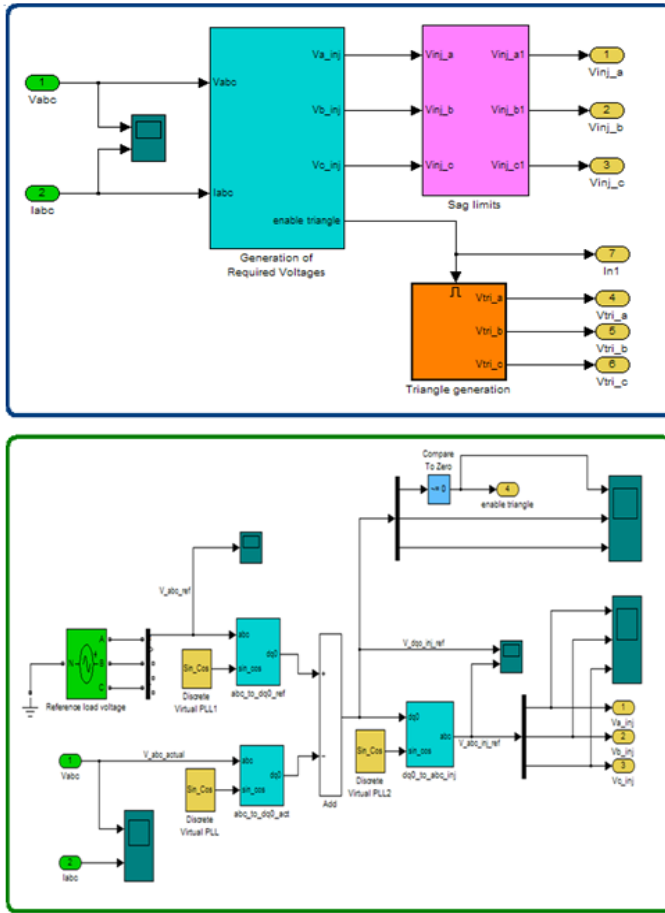 1
Vabc
2
Iabc
Vabc
Iabc
Va_inj
Vb_inj
Vc_inj
enable triangle
Generation of
Required Voltages
Vinj_a
Vinj_b
Vinj_c
Vinj_a1
Vinj_b1
Vinj_c1
Sag limits
1
Vinj_a
2
Vinj_b
3
Vinj_c
7
In1
Vtri_a
Vtri_b
Vtri_c
Triangle generation
4
Vtri_a
5
Vtri_b
6
Vtri_c
Compare
To Zero
~= 0
4
enable triangle
V_abc_ref
N
A
B
C
Reference load voltage
Sin_Cos
Discrete
Virtual PLL1
abc
sin_cos
dq0
abc_to_dq0_ref
1
Vabc
V_abc_actual
2
Iabc
Sin_Cos
Discrete
Virtual PLL
abc
sin_cos
dq0
abc_to_dq0_act
+
-
Add
V_dqo_inj_ref
Sin_Cos
Discrete
Virtual PLL2
dq0
sin_cos
abc
dq0_to_abc_inj
V_abc_inj_ref
1
Va_inj
2
Vb_inj
3
Vc_inj